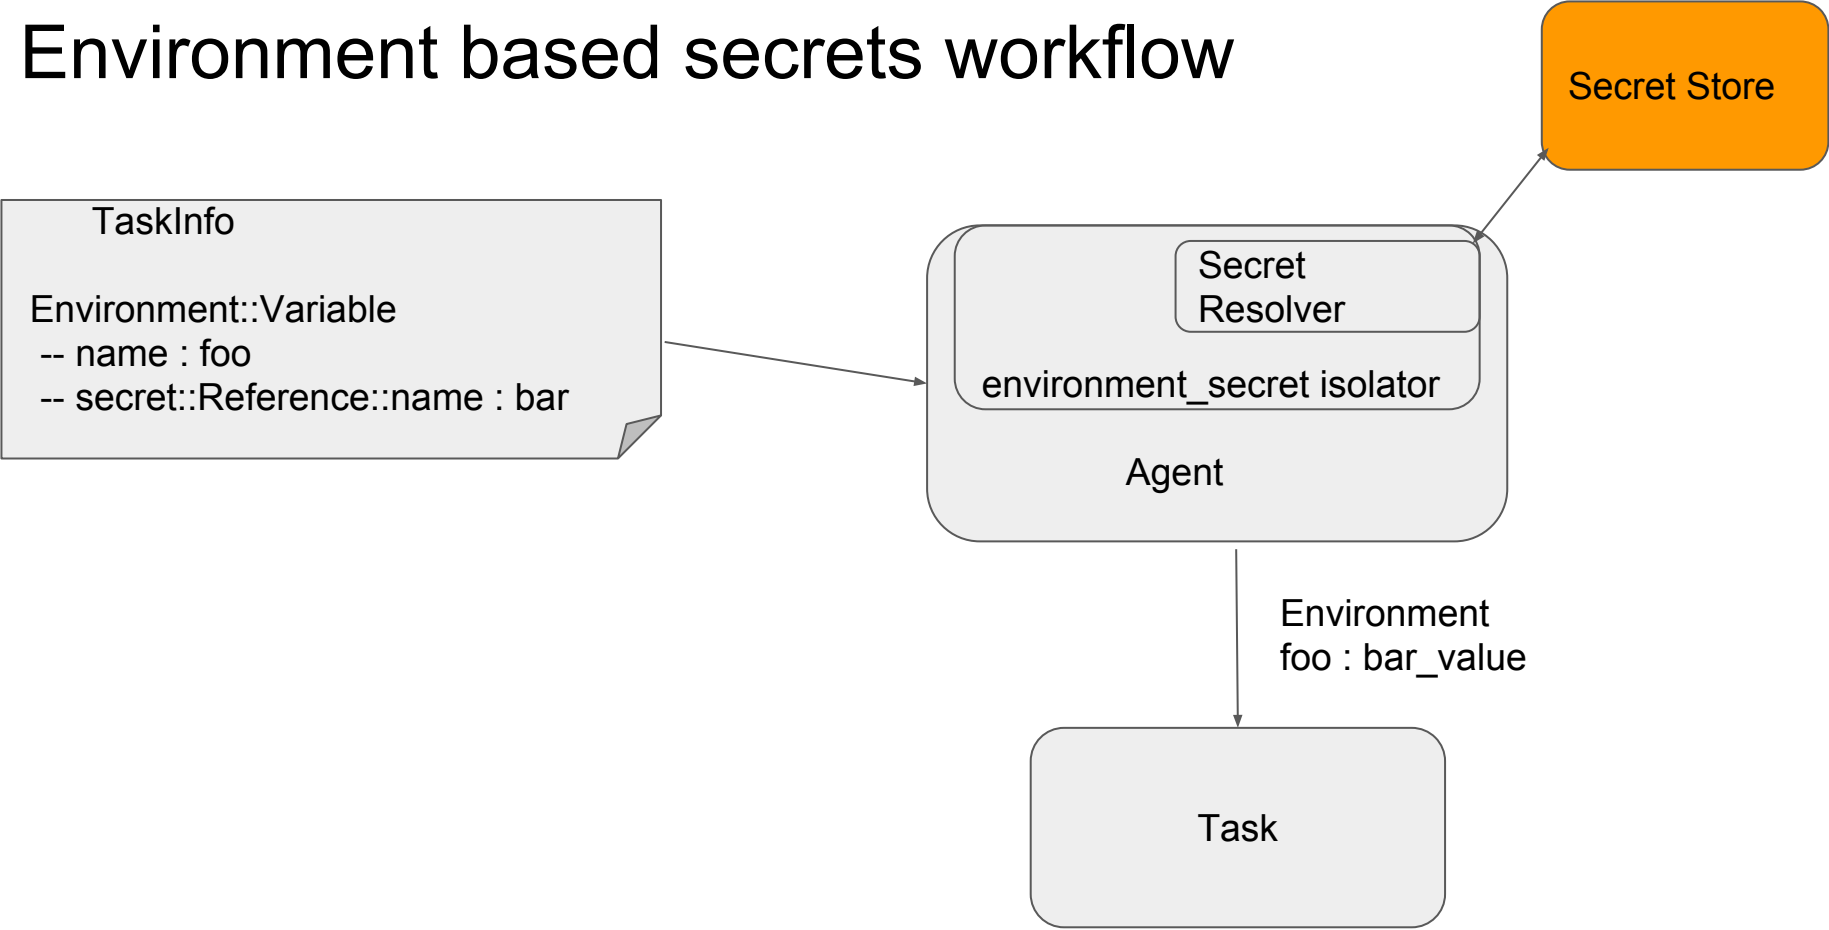 Environment based secrets workflow
Secret Store
TaskInfo
Environment::Variable
-- name : foo
-- secret::Reference::name : bar
Secret
Resolver
environment_secret isolator
Agent
Environment
foo : bar_value
Task